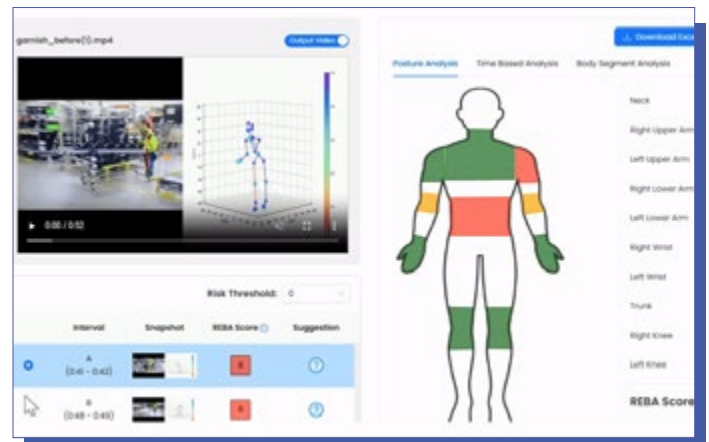 garnish_before(1).mp4
Output Video
0:00 / 0:52
Risk Threshold: 0
Interval Snapshot REBA Score Suggestion
A
(0:41 - 0:42)
8
B
(0:48 - 0:49)
8
Download Exce
Posture Analysis Time Based Analysis Body Segment Analysis
Neck
Right Upper Arm
Left Upper Arm
Right Lower Arm
Left Lower Arm
Right Wrist
Left Wrist
Trunk
Right Knee
Left Knee
REBA Score